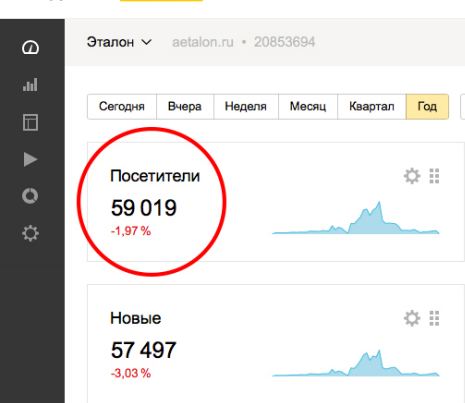 Эталон aetalon.ru • 20853694
Сегодня Вчера Неделя Месяц Квартал Год
Посетители
59 019
-1,97 %
Новые
57 497
-3,03 %